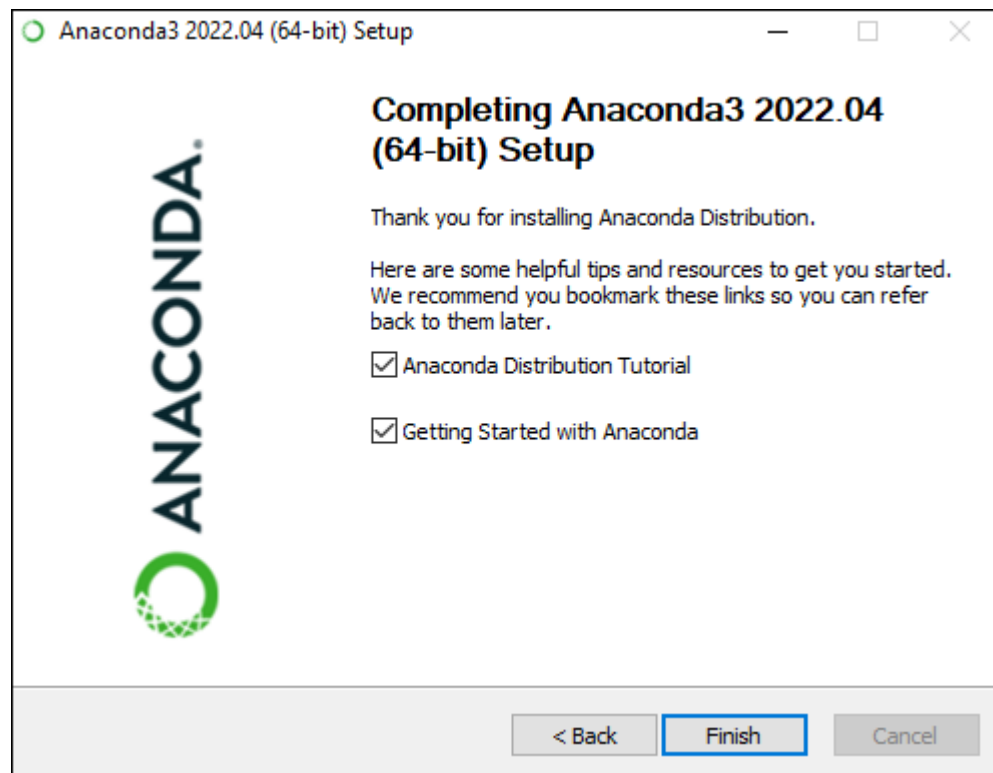 Anaconda3 2022.04 (64-bit) Setup
Completing Anaconda3 2022.04
(64-bit) Setup
Thank you for installing Anaconda Distribution.
Here are some helpful tips and resources to get you started.
We recommend you bookmark these links so you can refer
back to them later.
Anaconda Distribution Tutorial
Getting Started with Anaconda
ANACONDA.
< Back
Finish
Cancel